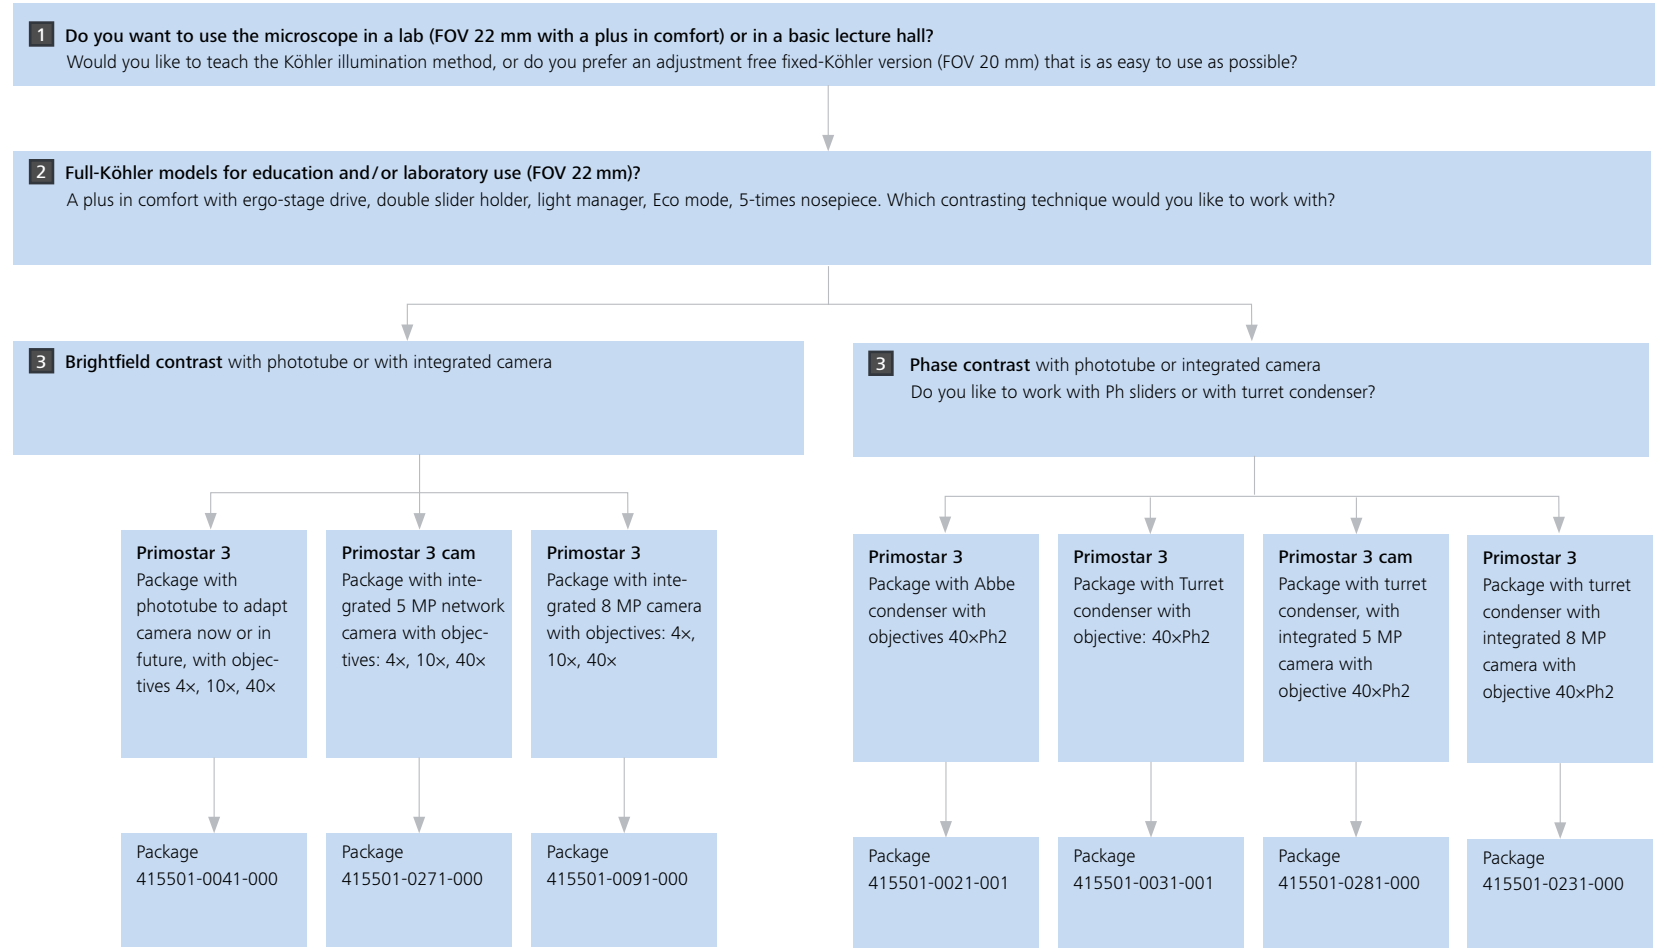 1 Do you want to use the microscope in a lab (FOV 22 mm with a plus in comfort) or in a basic lecture hall?
Would you like to teach the Köhler illumination method, or do you prefer an adjustment free fixed-Köhler version (FOV 20 mm) that is as easy to use as possible?
2 Full-Köhler models for education and/or laboratory use (FOV 22 mm)?
A plus in comfort with ergo-stage drive, double slider holder, light manager, Eco mode, 5-times nosepiece. Which contrasting technique would you like to work with?
3 Brightfield contrast with phototube or with integrated camera
3 Phase contrast with phototube or integrated camera
Do you like to work with Ph sliders or with turret condenser?
Primostar 3
Package with
phototube to adapt
camera now or in
future, with objec-
tives 4×, 10×, 40×
Primostar 3 cam
Package with inte-
grated 5 MP network
camera with objec-
tives: 4×, 10×, 40×
Primostar 3
Package with inte-
grated 8 MP camera
with objectives: 4×,
10×, 40×
Primostar 3
Package with Abbe
condenser with
objectives 40×Ph2
Primostar 3
Package with Turret
condenser with
objective: 40×Ph2
Primostar 3 cam
Package with turret
condenser, with
integrated 5 MP
camera with
objective 40×Ph2
Primostar 3
Package with turret
condenser with
integrated 8 MP
camera with
objective 40×Ph2
Package
415501-0041-000
Package
415501-0271-000
Package
415501-0091-000
Package
415501-0021-001
Package
415501-0031-001
Package
415501-0281-000
Package
415501-0231-000